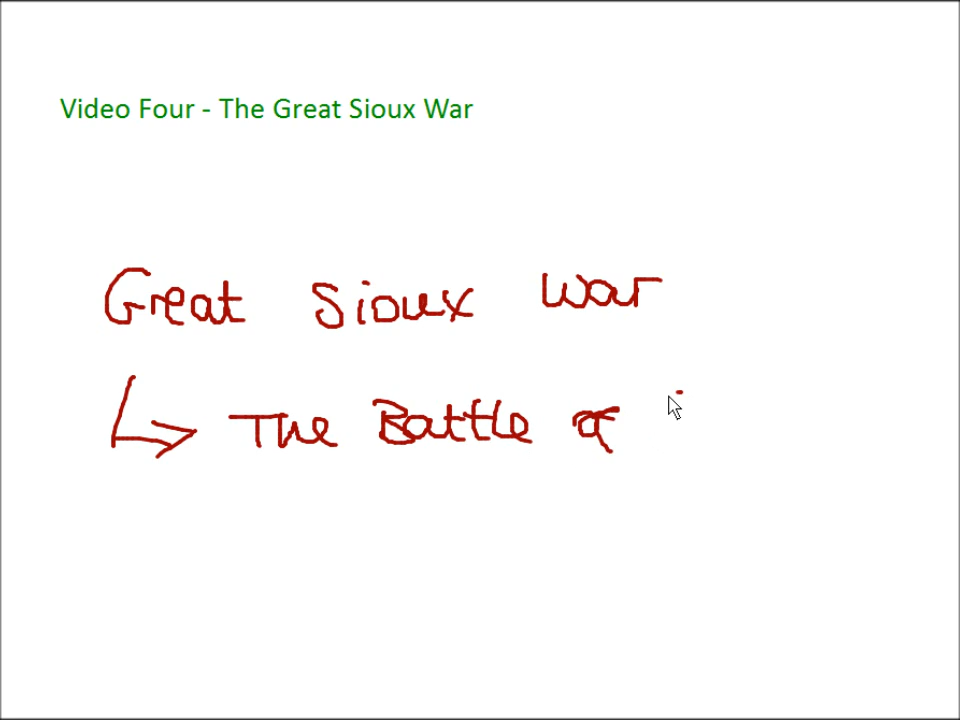 Video Four - The Great Sioux War
Great Sioux War
The Battle of